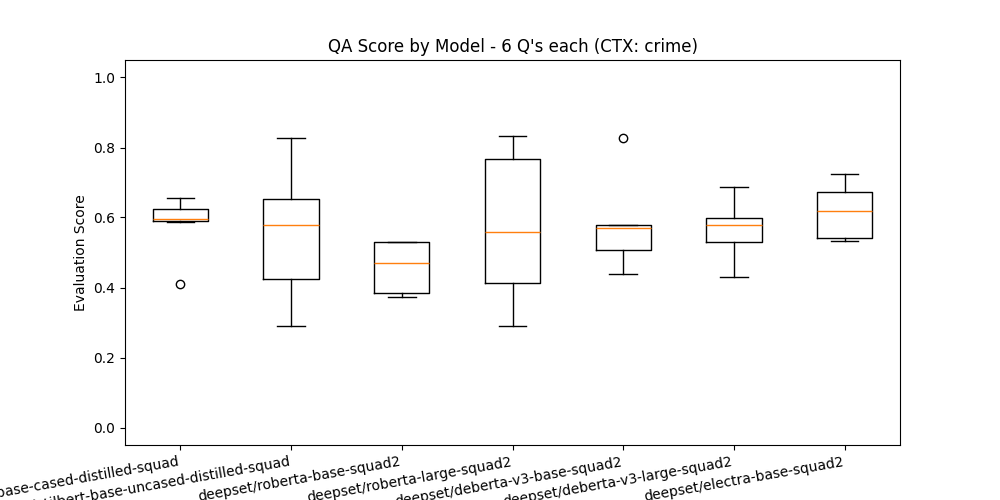 QA Score by Model - 6 Q's each (CTX: crime)
Evaluation Score
1.0
0.8
0.6
0.4
0.2
0.0
base-cased-distilled-squad
tilbert-base-uncased-distilled-squad
deepset/roberta-base-squad2
deepset/roberta-large-squad2
deepset/deberta-v3-base-squad2
deepset/deberta-v3-large-squad2
deepset/electra-base-squad2